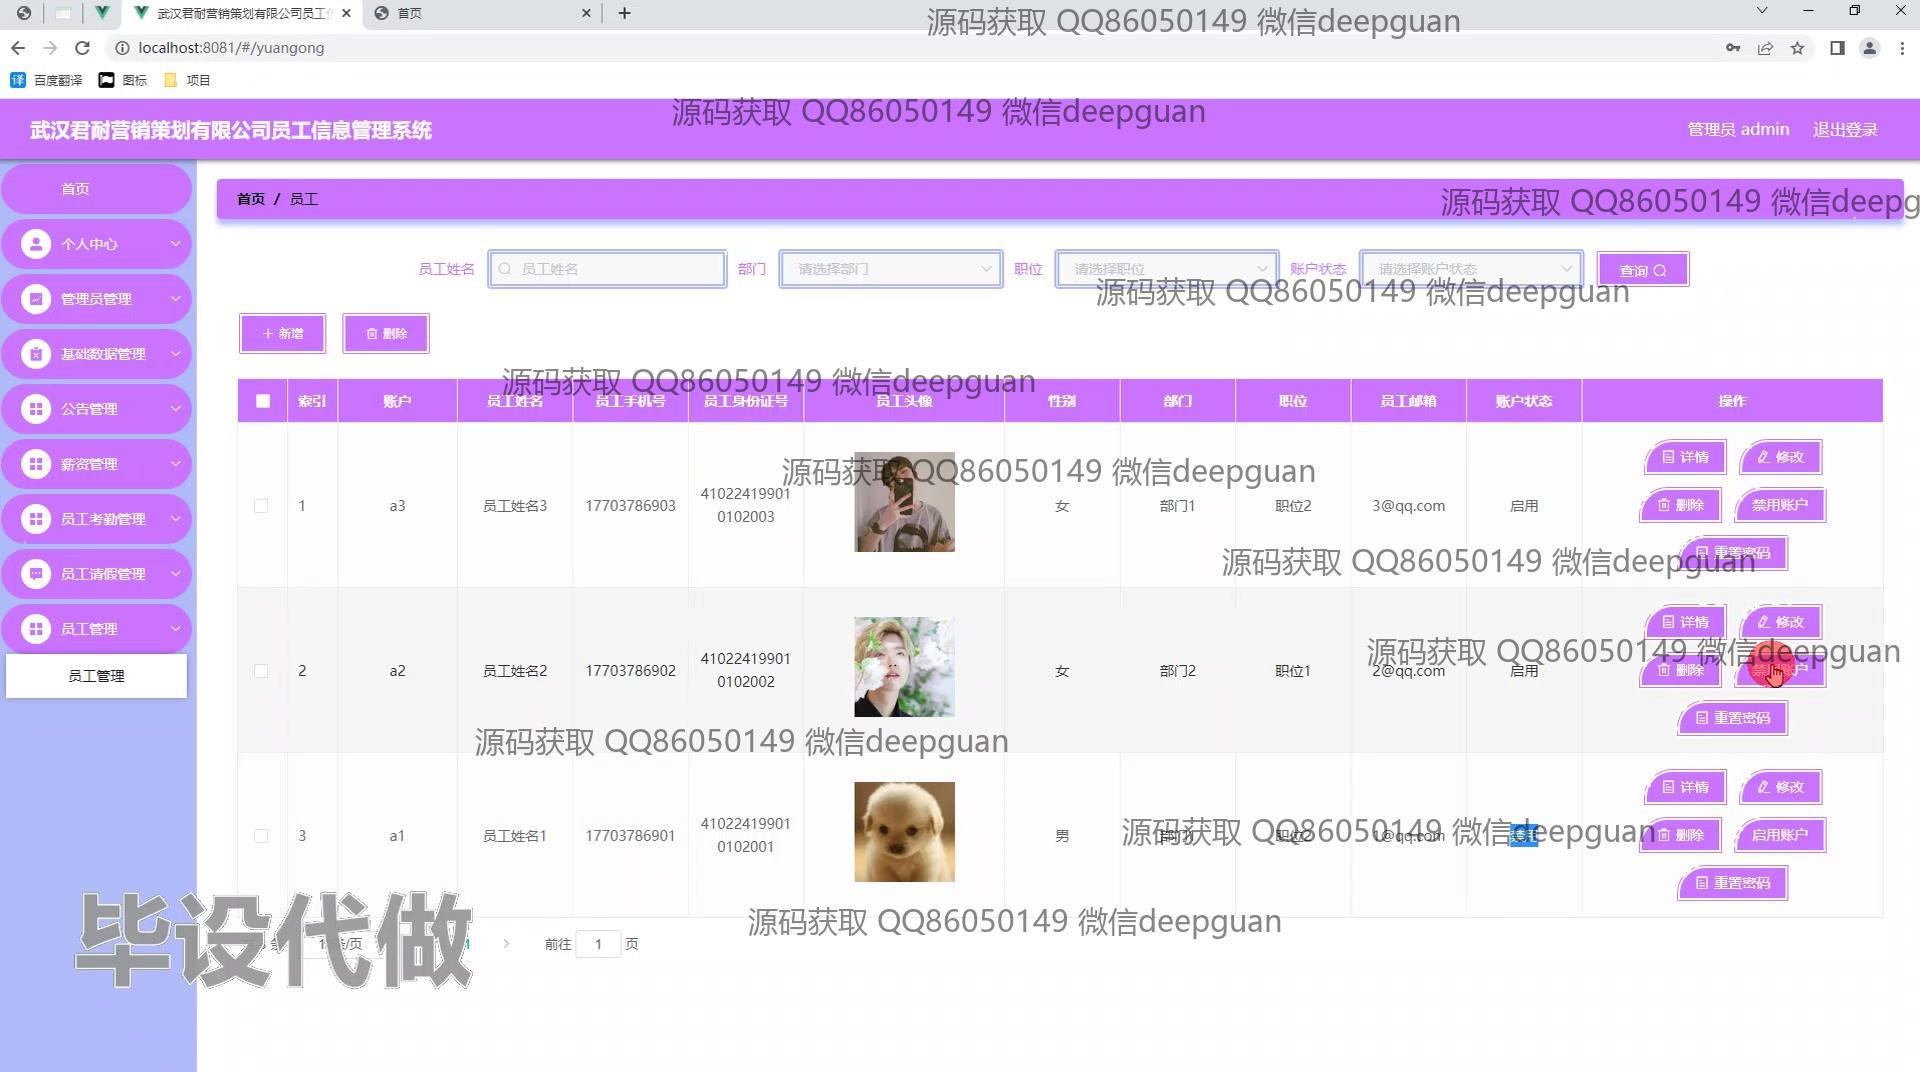 武汉君耐营销策划有限公司员工信
首页
源码获取 QQ86050149 微信deepguan
localhost:8081/#/yuangong
百度翻译
图标
项目
武汉君耐营销策划有限公司员工信息管理系统
源码获取 QQ86050149 微信deepguan
管理员 admin
退出登录
首页
首页 / 员工
源码获取 QQ86050149 微信deepg
个人中心
员工姓名
员工姓名
部门
请选择部门
职位
请选择职位
账户状态
请选择账户状态
查询
源码获取 QQ86050149 微信deepguan
管理员管理
新增
删除
基础数据管理
源码获取 QQ86050149 微信deepguan
公告管理
索引 账户 员工姓名 员工手机号 员工身份证号 员工头像 性别 部门 职位 员工邮箱 账户状态 操作
薪资管理
源码获取 QQ86050149 微信deepguan
详情 修改
1 a3 员工姓名3 17703786903 41022419901 0102003 女 部门1 职位2 3@qq.com 启用
删除 禁用账户
重置密码
员工考勤管理
源码获取 QQ86050149 微信deepguan
员工请假管理
员工管理
员工管理
详情 修改
源码获取 QQ86050149 微信deepguan
2 a2 员工姓名2 17703786902 41022419901 0102002 女 部门2 职位1 2@qq.com 启用
删除 禁用账户
重置密码
源码获取 QQ86050149 微信deepguan
详情 修改
3 a1 员工姓名1 17703786901 41022419901 0102001 男 职位2 1@qq.com
删除 启用账户
源码获取 QQ86050149 微信deepguan
重置密码
毕设代做
源码获取 QQ86050149 微信deepguan
条/页
1
前往 1 页